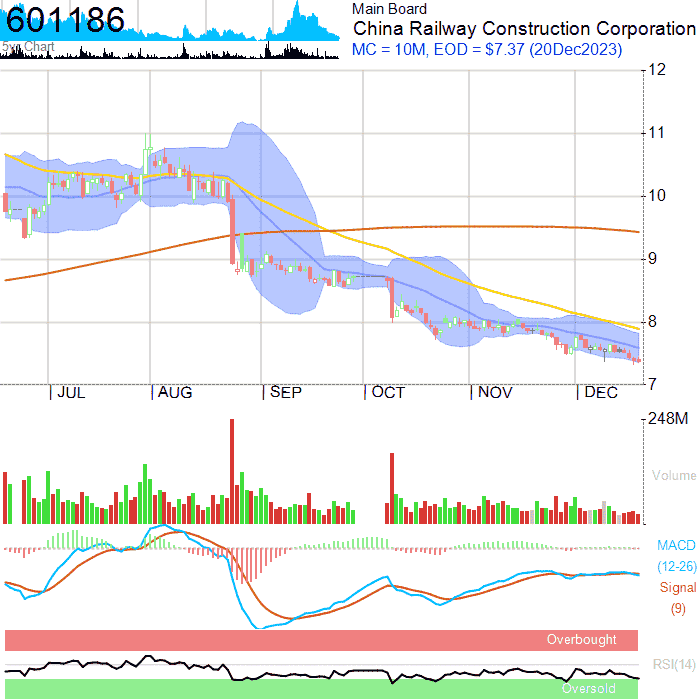 601186
5yr Chart
Main Board
China Railway Construction Corporation
MC = 10M, EOD = $7.37 (20Dec2023)
12
11
10
9
8
7
JUL AUG SEP OCT NOV DEC
248M
Volume
MACD
(12-26)
Signal
(9)
Overbought
RSI(14)
Oversold